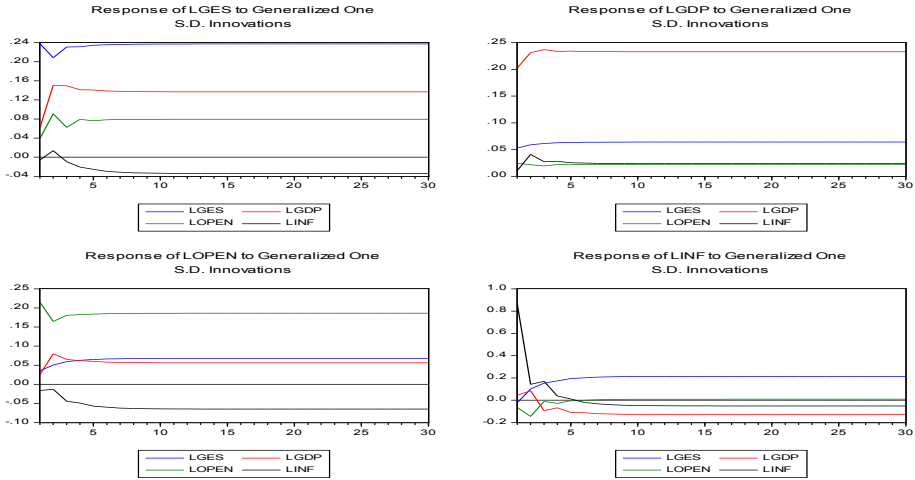 Response of LGES to Generalized One
S.D. Innovations
.24
.20
.16
.12
.08
.04
.00
-.04
5 10 15 20 25 30
LGES LGDP
LOPEN LINF
Response of LGDP to Generalized One
S.D. Innovations
.25
.20
.15
.10
.05
.00
5 10 15 20 25 30
LGES LGDP
LOPEN LINF
Response of LOPEN to Generalized One
S.D. Innovations
.25
.20
.15
.10
.05
.00
-.05
-.10
5 10 15 20 25 30
LGES LGDP
LOPEN LINF
Response of LINF to Generalized One
S.D. Innovations
1.0
0.8
0.6
0.4
0.2
0.0
-0.2
5 10 15 20 25 30
LGES LGDP
LOPEN LINF